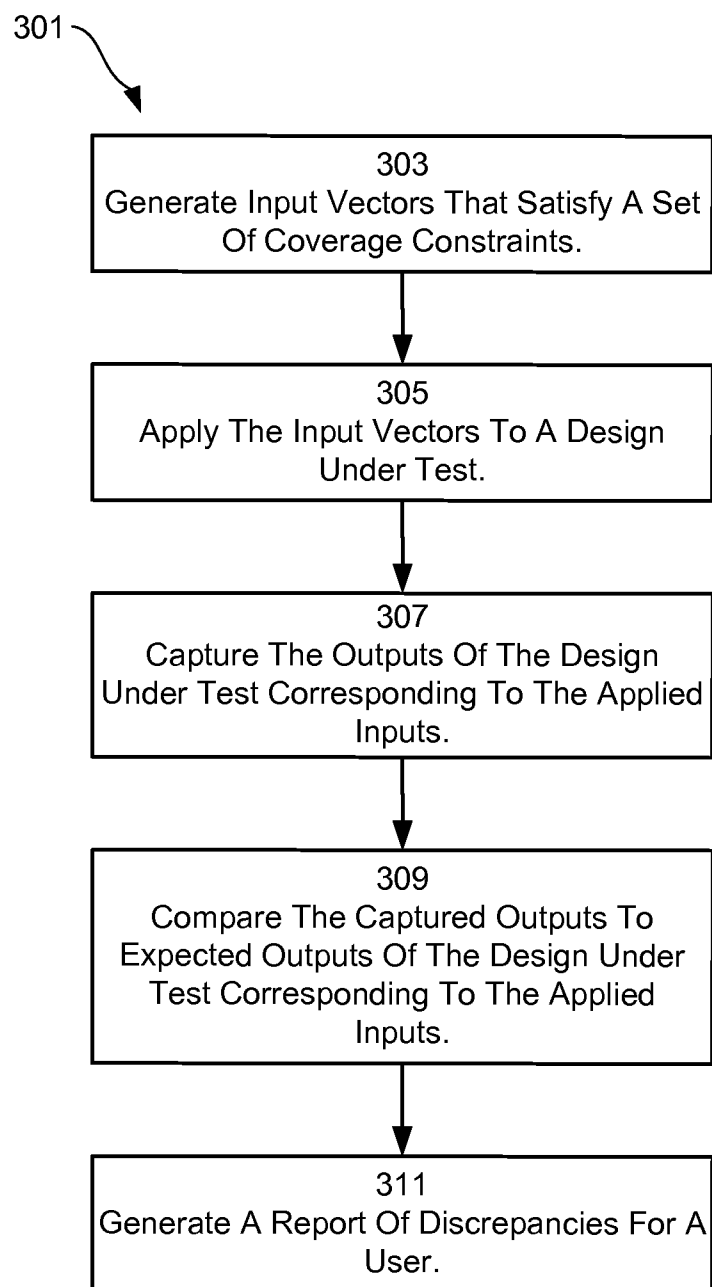 301
303
Generate Input Vectors That Satisfy A Set
Of Coverage Constraints.
305
Apply The Input Vectors To A Design
Under Test.
307
Capture The Outputs Of The Design
Under Test Corresponding To The Applied
Inputs.
309
Compare The Captured Outputs To
Expected Outputs Of The Design Under
Test Corresponding To The Applied
Inputs.
311
Generate A Report Of Discrepancies For A
User.